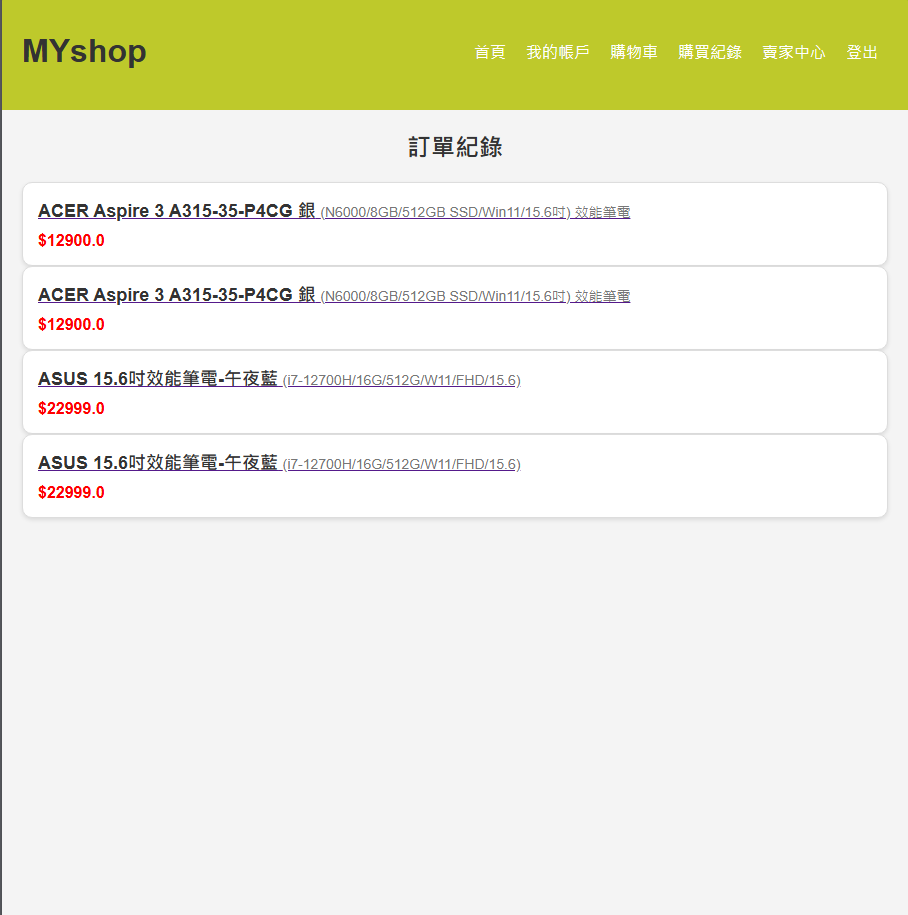 MYshop
首頁 我的帳戶 購物車 購買紀錄 賣家中心 登出
訂單紀錄
ACER Aspire 3 A315-35-P4CG 銀 (N6000/8GB/512GB SSD/Win11/15.6吋) 效能筆電
$12900.0
ACER Aspire 3 A315-35-P4CG 銀 (N6000/8GB/512GB SSD/Win11/15.6吋) 效能筆電
$12900.0
ASUS 15.6吋效能筆電-午夜藍 (i7-12700H/16G/512G/W11/FHD/15.6)
$22999.0
ASUS 15.6吋效能筆電-午夜藍 (i7-12700H/16G/512G/W11/FHD/15.6)
$22999.0